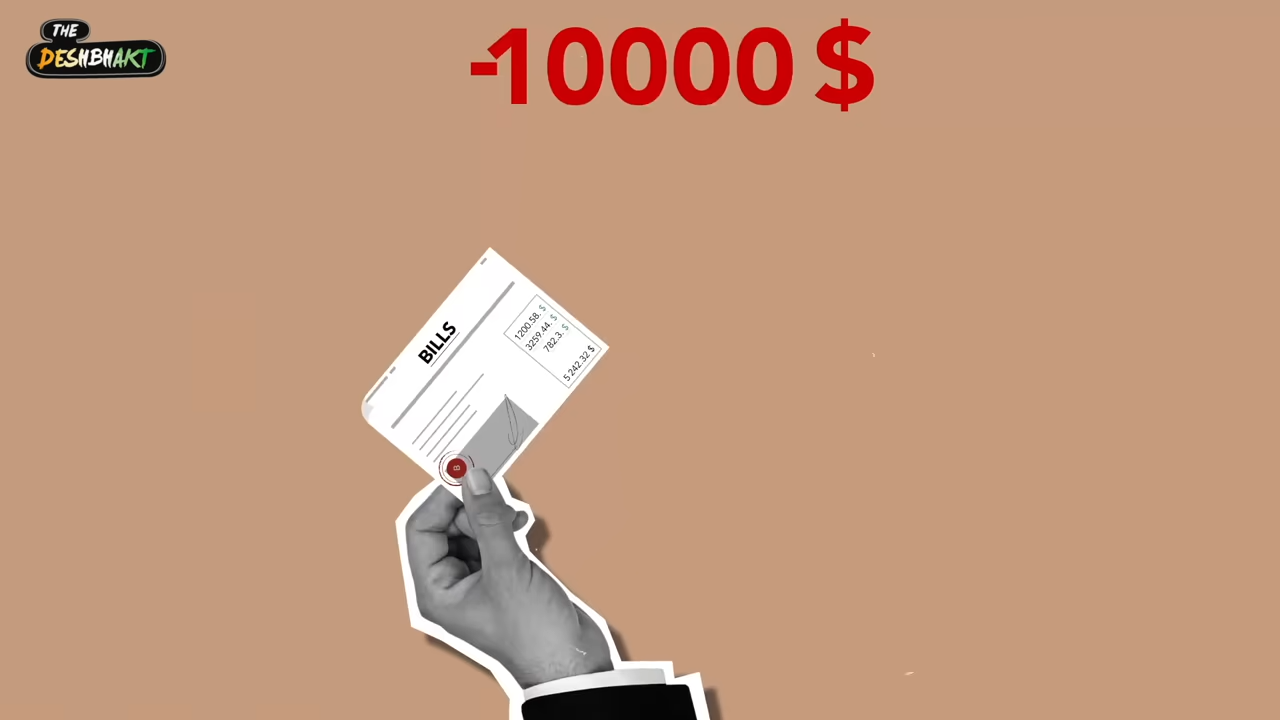 THE
DESHBHAKT
-10000 $
BILLS
1200.58. $
3259.44. $
782.3. $
5 242.32 $
B